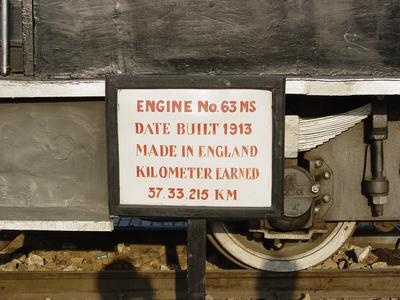 ENGINE No. 63 MS
DATE BUILT 1913
MADE IN ENGLAND
KILOMETER EARNED
37.33.215 KM